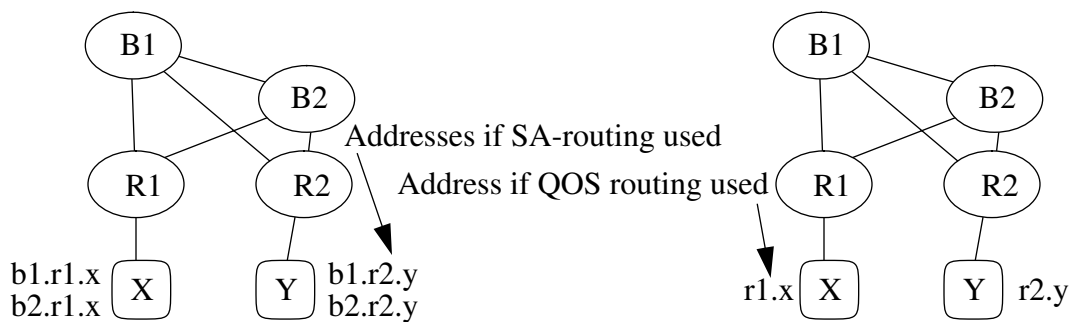 B1
B1
B2
B2
Addresses if SA-routing used
Address if QOS routing used
R1
R2
R1
R2
b1.r1.x
b2.r1.x
X
Y
b1.r2.y
b2.r2.y
r1.x
X
Y
r2.y